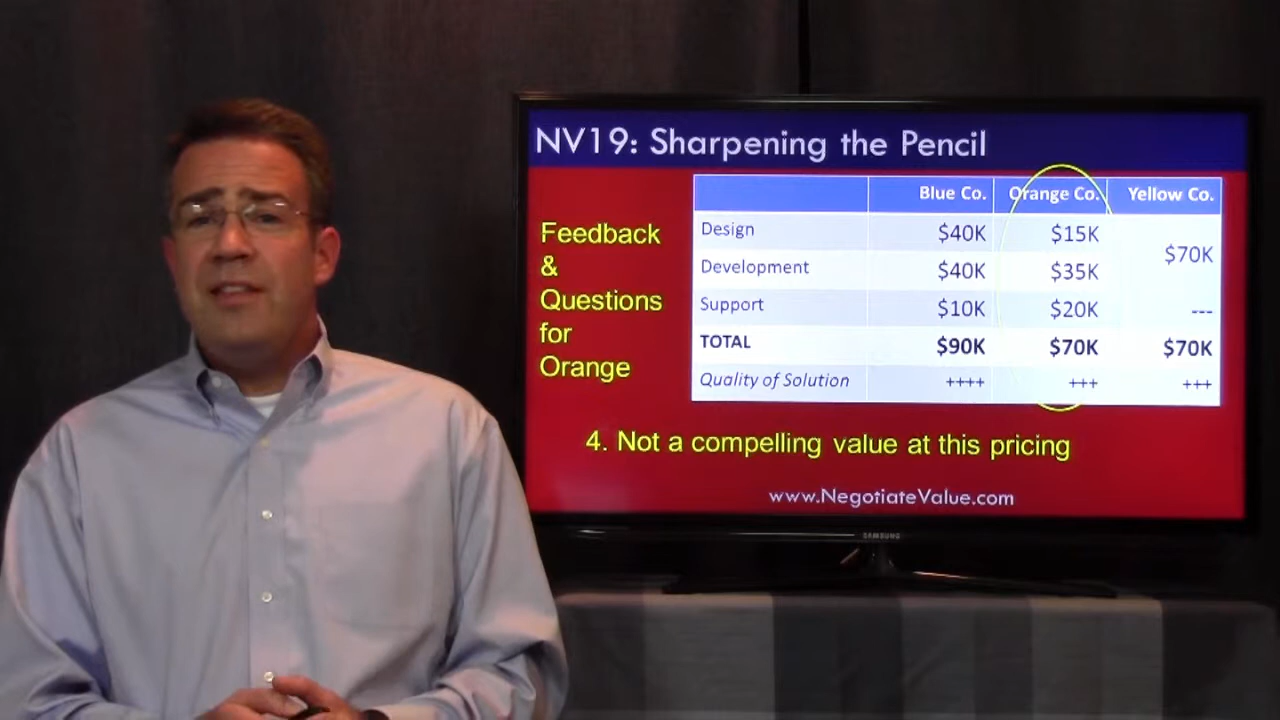 NV19: Sharpening the Pencil
Feedback
&
Questions
for
Orange
Blue Co. Orange Co. Yellow Co.
Design $40K $15K $70K
Development $40K $35K
Support $10K $20K ---
TOTAL $90K $70K $70K
Quality of Solution ++++ +++ +++
4. Not a compelling value at this pricing
www.NegotiateValue.com
SAMSUNG